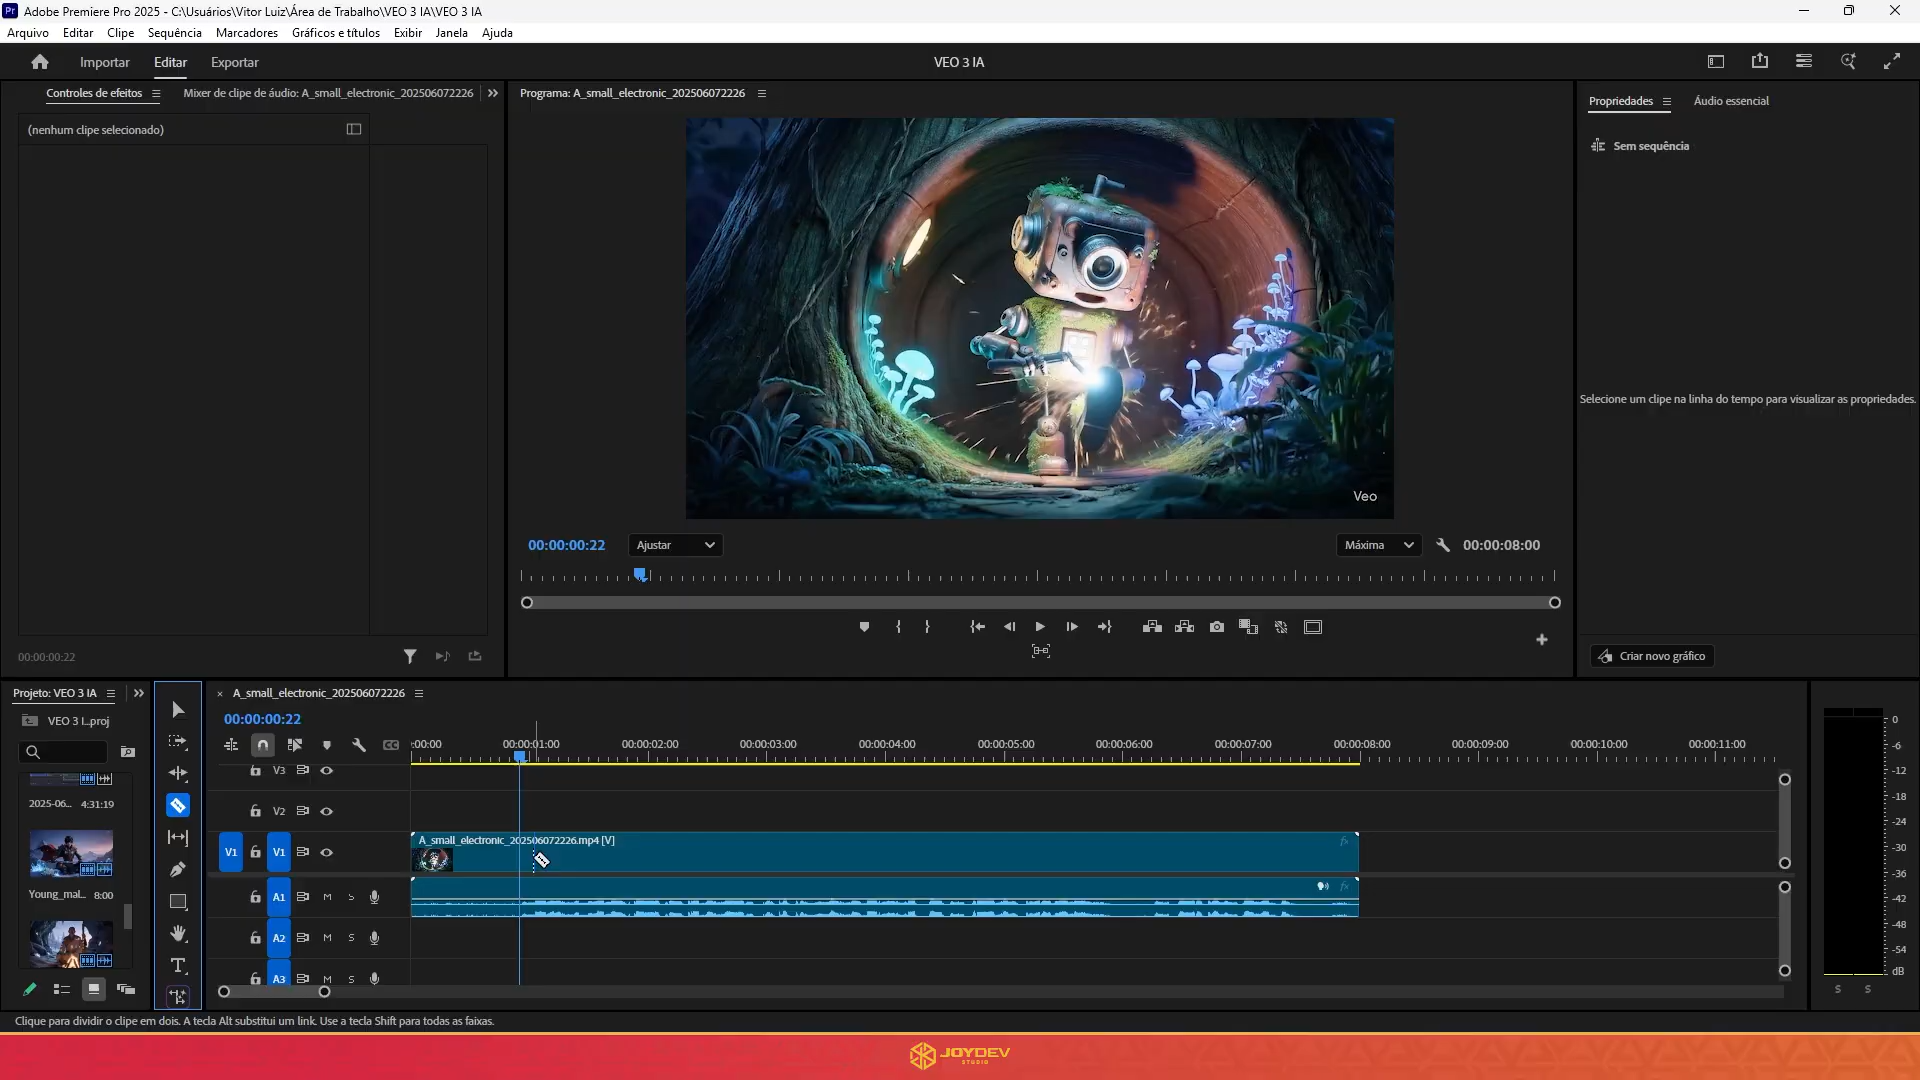 Adobe Premiere Pro 2025 - C:\Usuários\Vitor Luiz\Área de Trabalho\VEO 3 IA\VEO 3 IA
Arquivo Editar Clipe Sequência Marcadores Gráficos e títulos Exibir Janela Ajuda
Importar Editar Exportar
VEO 3 IA
Controles de efeitos
Mixer de clipe de áudio: A_small_electronic_202506072226
Programa: A_small_electronic_202506072226
Propriedades
Áudio essencial
(nenhum clipe selecionado)
Sem sequência
Selecione um clipe na linha do tempo para visualizar as propriedades.
Veo
00:00:00:22
Ajustar
Máxima
00:00:08:00
00:00:00:22
Criar novo gráfico
Projeto: VEO 3 IA
VEO 3 I...proj
2025-06... 4:31:19
Young_mal... 8:00
A_small_electronic_202506072226
00:00:00:22
:00:00 00:00:01:00 00:00:02:00 00:00:03:00 00:00:04:00 00:00:05:00 00:00:06:00 00:00:07:00 00:00:08:00 00:00:09:00 00:00:10:00 00:00:11:00
V3
V2
V1 V1
A_small_electronic_202506072226.mp4 [V]
fx
A1 M S
fx
A2 M S
A3 M S
0
-6
-12
-18
-24
-30
-36
-42
-48
-54
dB
S S
Clique para dividir o clipe em dois. A tecla Alt substitui um link. Use a tecla Shift para todas as faixas.
JOYDEV
STUDIO